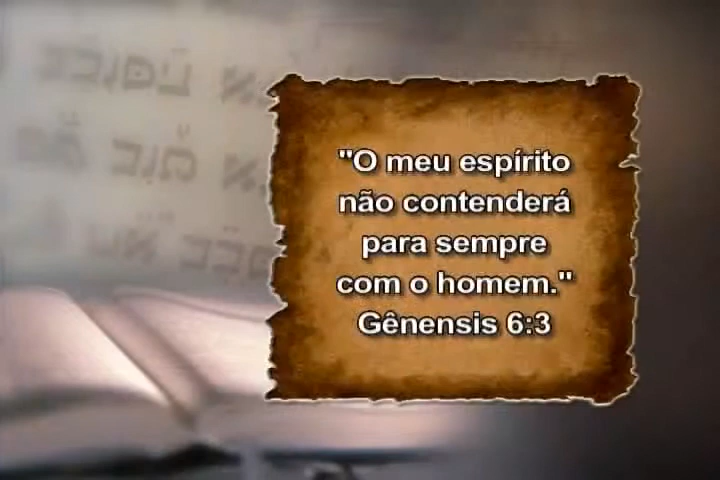 "O meu espírito
não contenderá
para sempre
com o homem."
Gênensis 6:3